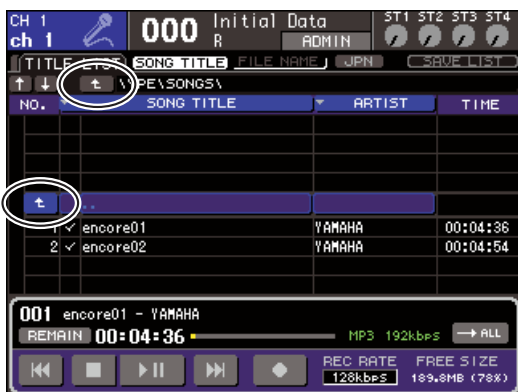 CH 1 Initial Data ST1 ST2 ST3 ST4
ch 1 000 R ADMIN
TITLE LIST SONG TITLE FILE NAME JPN SAVE LIST
\YPE\SONGS\
NO. SONG TITLE ARTIST TIME
..
1 ✓ encore01 YAMAHA 00:04:36
2 ✓ encore02 YAMAHA 00:04:54
001 encore01 - YAMAHA
REMAIN 00:04:36 MP3 192kbps → ALL
REC RATE FREE SIZE
128kbps 189.8MB (78%)